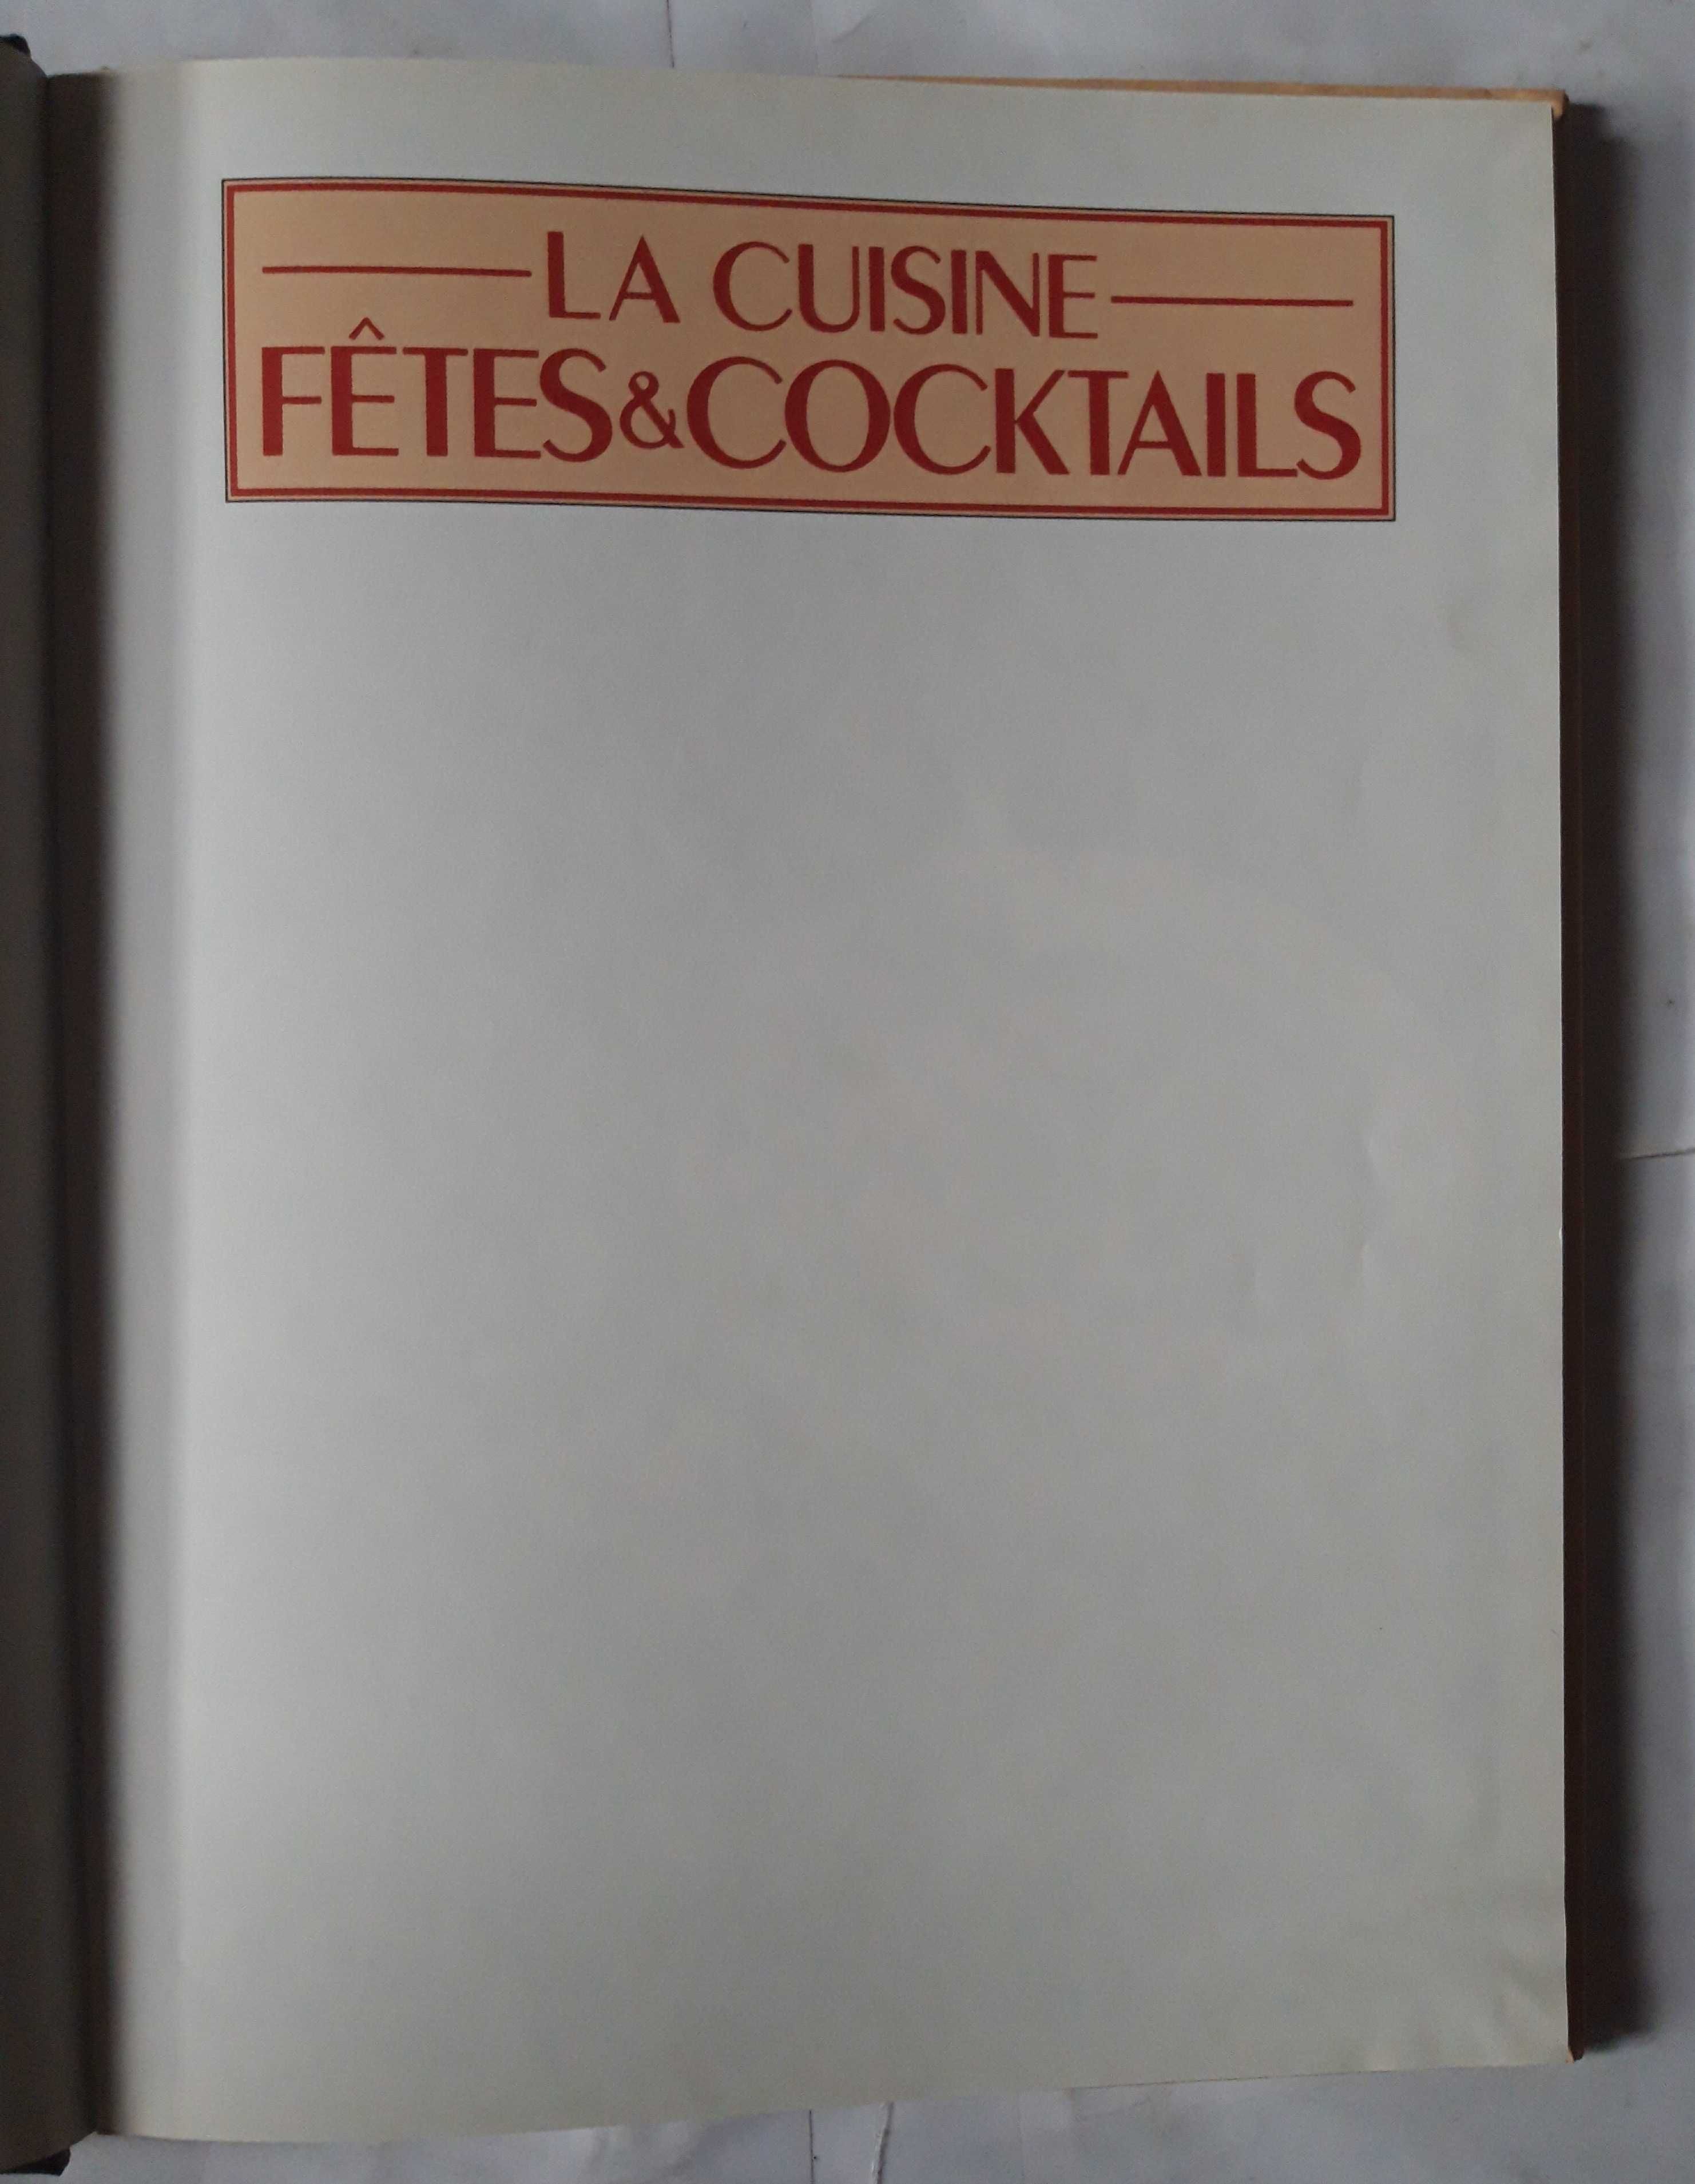 LA CUISINE
FÊTES & COCKTAILS